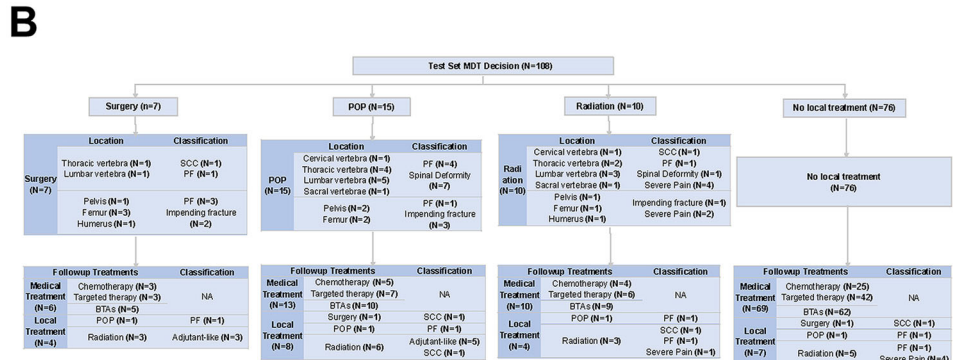 B
Test Set MDT Decision (N=108)
Surgery (n=7)
POP (N=15)
Radiation (N=10)
No local treatment (N=76)
Surgery (N=7)
Location Classification
Thoracic vertebra (N=1) SCC (N=1)
Lumbar vertebra (N=1) PF (N=1)
Pelvis (N=1) PF (N=3)
Femur (N=3) Impending fracture
Humerus (N=1) (N=2)
POP (N=15)
Location Classification
Cervical vertebra (N=1) PF (N=4)
Thoracic vertebra (N=4) Spinal Deformity
Lumbar vertebra (N=5) (N=7)
Sacral vertebrae (N=1)
Pelvis (N=2) PF (N=1)
Femur (N=2) Impending fracture
(N=3)
Radi ation (N=10)
Location Classification
Cervical vertebra (N=1) SCC (N=1)
Thoracic vertebra (N=2) PF (N=1)
Lumbar vertebra (N=3) Spinal Deformity (N=1)
Sacral vertebrae (N=1) Severe Pain (N=4)
Pelvis (N=1)
Femur (N=1) Impending fracture (N=1)
Humerus (N=1) Severe Pain (N=2)
No local treatment
(N=76)
Followup Treatments Classification
Medical Treatment (N=6)
Chemotherapy (N=3)
Targeted therapy (N=3) NA
BTAs (N=5)
Local Treatment (N=4)
POP (N=1) PF (N=1)
Radiation (N=3) Adjutant-like (N=3)
Followup Treatments Classification
Medical Treatment (N=13)
Chemotherapy (N=5)
Targeted therapy (N=7) NA
BTAs (N=10)
Local Treatment (N=8)
Surgery (N=1) SCC (N=1)
POP (N=1) PF (N=1)
Radiation (N=6) Adjutant-like (N=5)
SCC (N=1)
Followup Treatments Classification
Medical Treatment (N=10)
Chemotherapy (N=4)
Targeted therapy (N=6) NA
BTAs (N=9)
Local Treatment (N=4)
POP (N=1) PF (N=1)
SCC (N=1)
Radiation (N=3) PF (N=1)
Severe Pain (N=1)
Followup Treatments Classification
Medical Treatment (N=69)
Chemotherapy (N=25)
Targeted therapy (N=42) NA
BTAs (N=62)
Local Treatment (N=7)
Surgery (N=1) SCC (N=1)
POP (N=1) PF (N=1)
PF (N=1)
Radiation (N=5) Severe Pain (N=4)